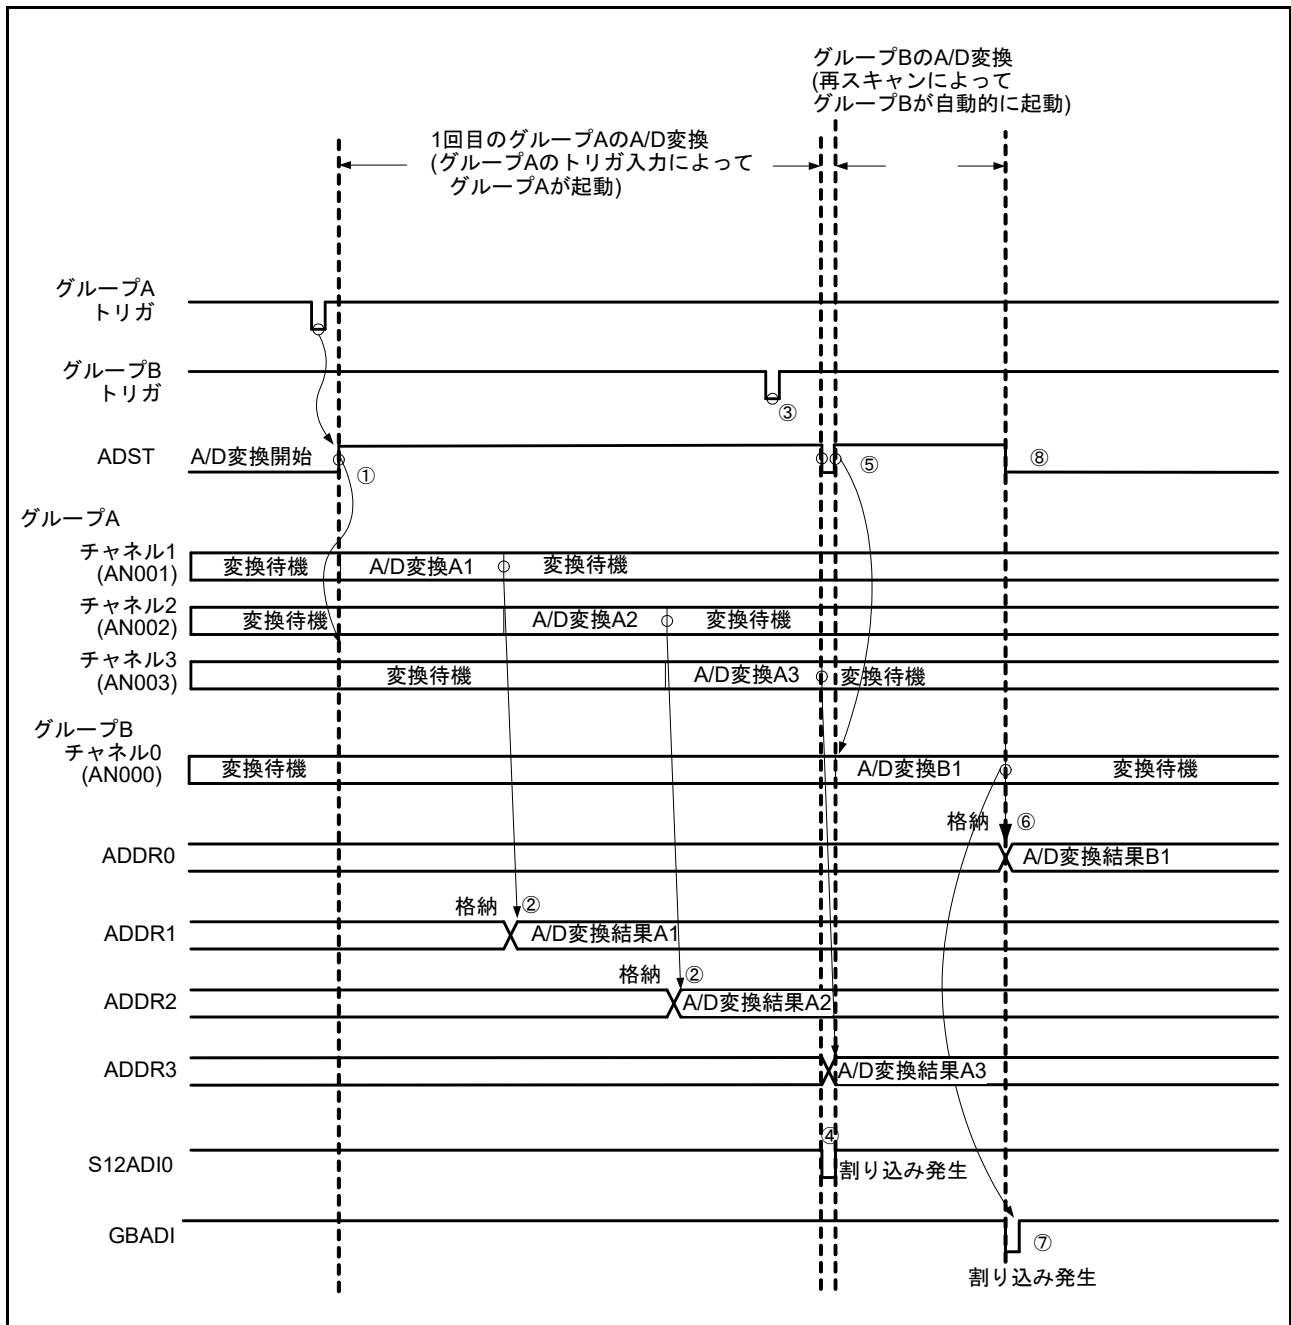 グループBのA/D変換
(再スキャンによって
グループBが自動的に起動)
1回目のグループAのA/D変換
(グループAのトリガ入力によって
グループAが起動)
グループA
トリガ
グループB
トリガ
③
ADST
A/D変換開始
①
⑤
⑧
グループA
チャネル1
(AN001)
変換待機
A/D変換A1
変換待機
チャネル2
(AN002)
変換待機
A/D変換A2
変換待機
チャネル3
(AN003)
変換待機
A/D変換A3
変換待機
グループB
チャネル0
(AN000)
変換待機
A/D変換B1
変換待機
格納 ⑥
ADDR0
A/D変換結果B1
格納 ②
ADDR1
A/D変換結果A1
格納 ②
ADDR2
A/D変換結果A2
ADDR3
A/D変換結果A3
④
S12ADI0
割り込み発生
GBADI
⑦
割り込み発生